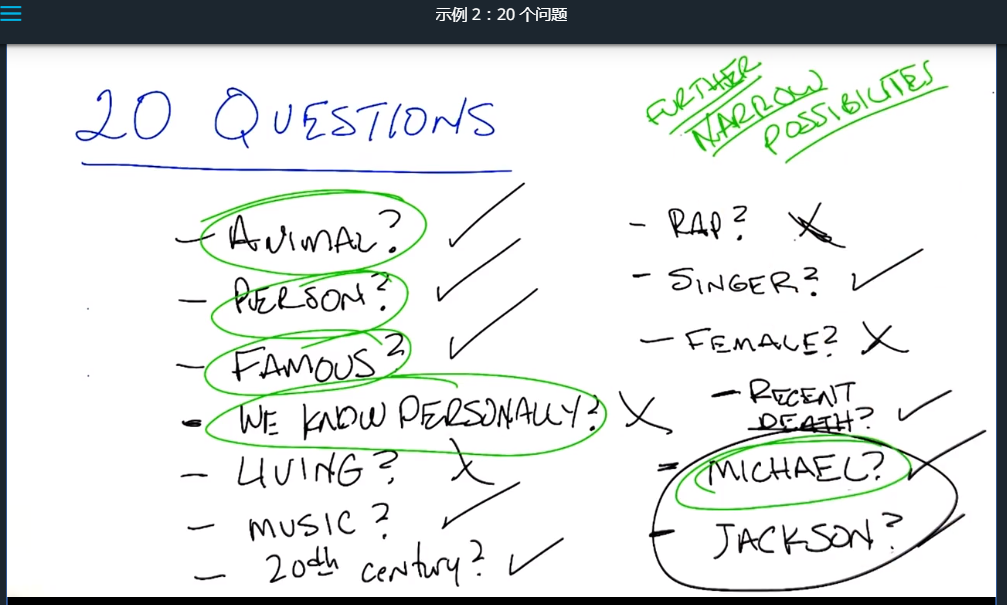 示例 2：20 个问题
20 QUESTIONS
FURTHER
NARROW
POSSIBILITES
- ANIMAL? ✓
- PERSON? ✓
- FAMOUS? ✓
- WE KNOW PERSONALLY? X
- LIVING? X
- MUSIC? ✓
- 20th century? ✓
- RAP? X
- SINGER? ✓
- FEMALE? X
- RECENT
DEATH? ✓
- MICHAEL? ✓
- JACKSON? ✓